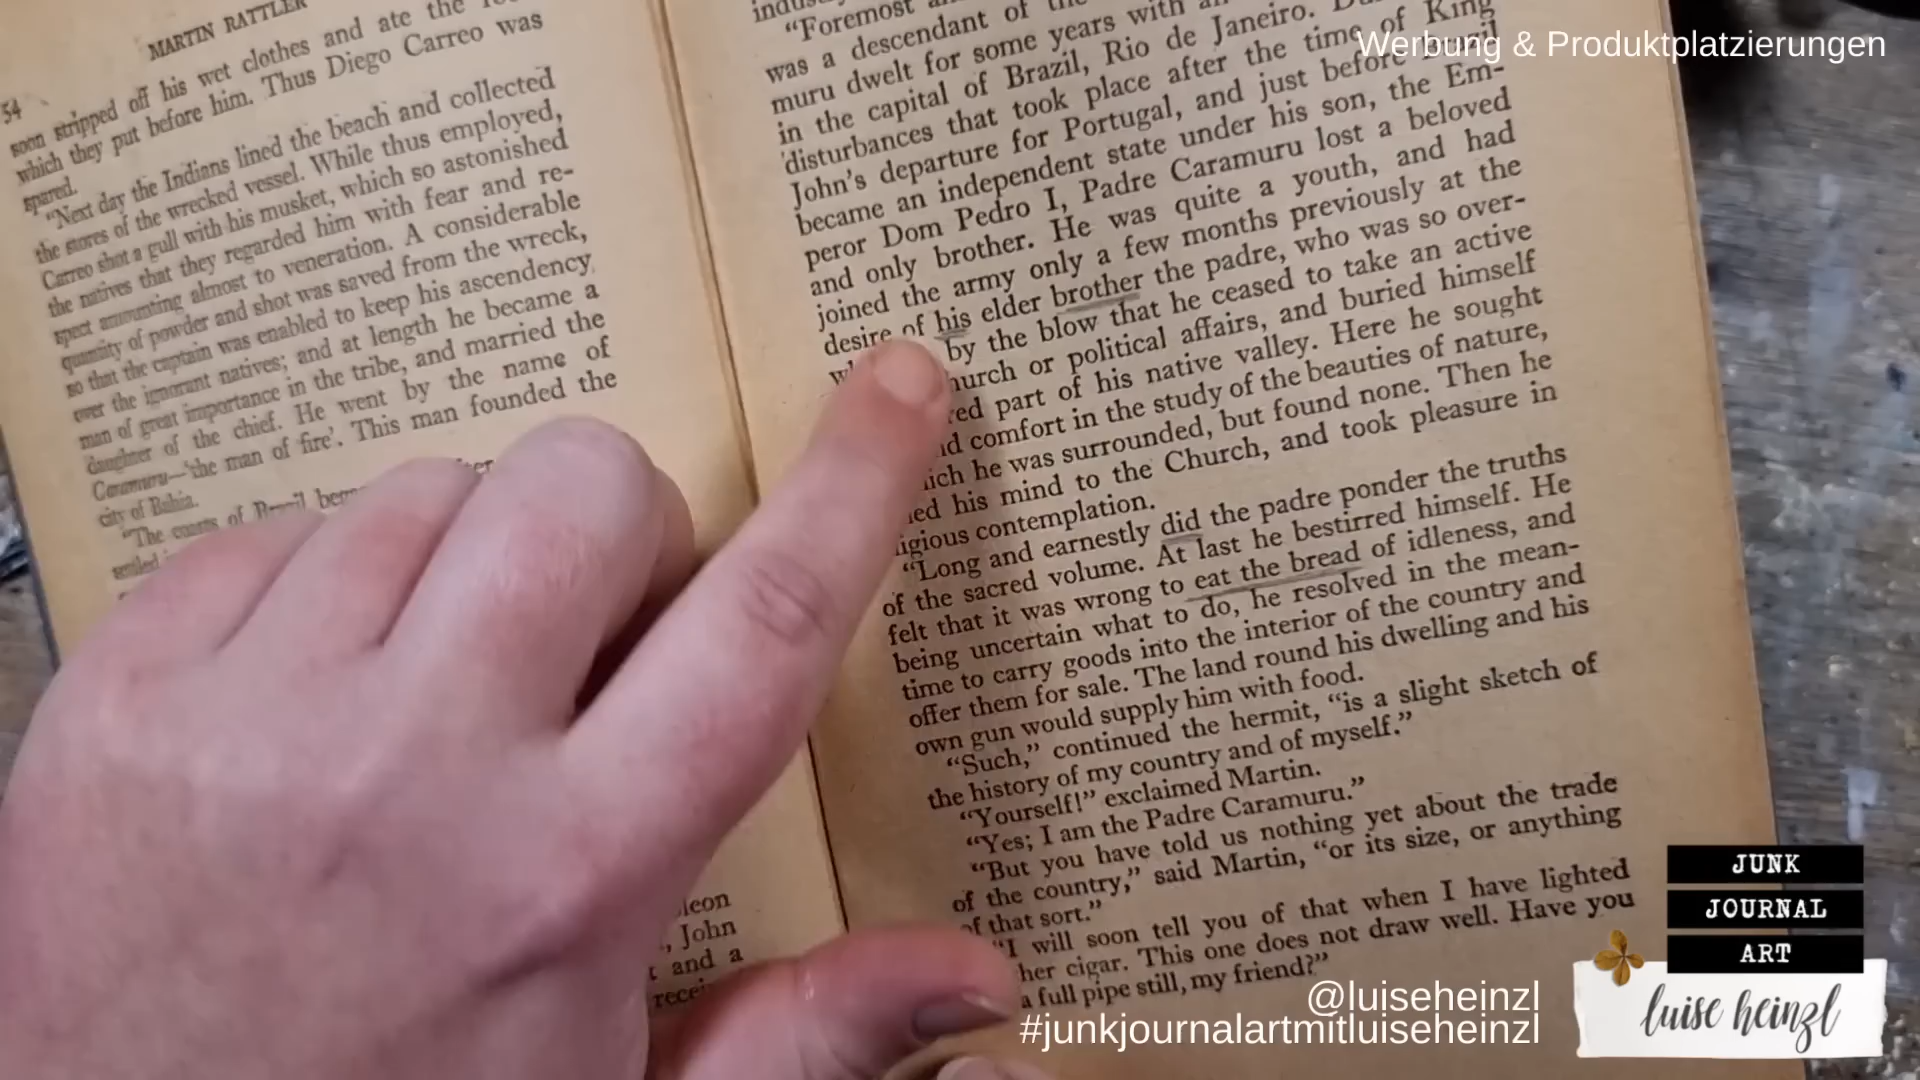 MARTIN RATTLER
54
soon stripped off his wet clothes and ate the
which they put before him. Thus Diego Carreo was
spared.
"Next day the Indians lined the beach and collected
the stores of the wrecked vessel. While thus employed,
Carreo shot a gull with his musket, which so astonished
the natives that they regarded him with fear and re-
spect amounting almost to veneration. A considerable
quantity of powder and shot was saved from the wreck,
so that the captain was enabled to keep his ascendency
over the ignorant natives; and at length he became a
man of great importance in the tribe, and married the
daughter of the chief. He went by the name of
Caramuru—'the man of fire'. This man founded the
city of Bahia.
"The coasts of Brazil
John
and a
"Foremost
was a descendant of
muru dwelt for some years with
in the capital of Brazil, Rio de Janeiro.
disturbances that took place after the time of King
John's departure for Portugal, and just before Brazil
became an independent state under his son, the Em-
peror Dom Pedro I, Padre Caramuru lost a beloved
and only brother. He was quite a youth, and had
joined the army only a few months previously at the
desire of his elder brother the padre, who was so over-
by the blow that he ceased to take an active
church or political affairs, and buried himself
part of his native valley. Here he sought
comfort in the study of the beauties of nature,
which he was surrounded, but found none. Then he
his mind to the Church, and took pleasure in
religious contemplation.
"Long and earnestly did the padre ponder the truths
of the sacred volume. At last he bestirred himself. He
felt that it was wrong to eat the bread of idleness, and
being uncertain what to do, he resolved in the mean-
time to carry goods into the interior of the country and
offer them for sale. The land round his dwelling and his
own gun would supply him with food.
"Such," continued the hermit, "is a slight sketch of
the history of my country and of myself."
"Yourself!" exclaimed Martin.
"Yes; I am the Padre Caramuru."
"But you have told us nothing yet about the trade
of the country," said Martin, "or its size, or anything
of that sort."
"I will soon tell you of that when I have lighted
cigar. This one does not draw well. Have you
a full pipe still, my friend?"
Werbung & Produktplatzierungen
@luiseheinzl
#junkjournalartmitluiseheinzl
JUNK
JOURNAL
ART
luise heinzl